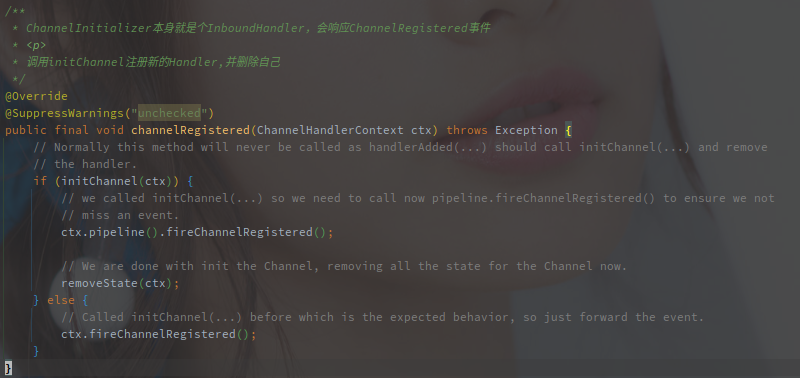 /**
 * ChannelInitializer本身就是个InboundHandler，会响应ChannelRegistered事件
 * <p>
 * 调用initChannel注册新的Handler,并删除自己
 */
@Override
@SuppressWarnings("unchecked")
public final void channelRegistered(ChannelHandlerContext ctx) throws Exception {
    // Normally this method will never be called as handlerAdded(...) should call initChannel(...) and remove
    // the handler.
    if (initChannel(ctx)) {
        // we called initChannel(...) so we need to call now pipeline.fireChannelRegistered() to ensure we not
        // miss an event.
        ctx.pipeline().fireChannelRegistered();

        // We are done with init the Channel, removing all the state for the Channel now.
        removeState(ctx);
    } else {
        // Called initChannel(...) before which is the expected behavior, so just forward the event.
        ctx.fireChannelRegistered();
    }
}